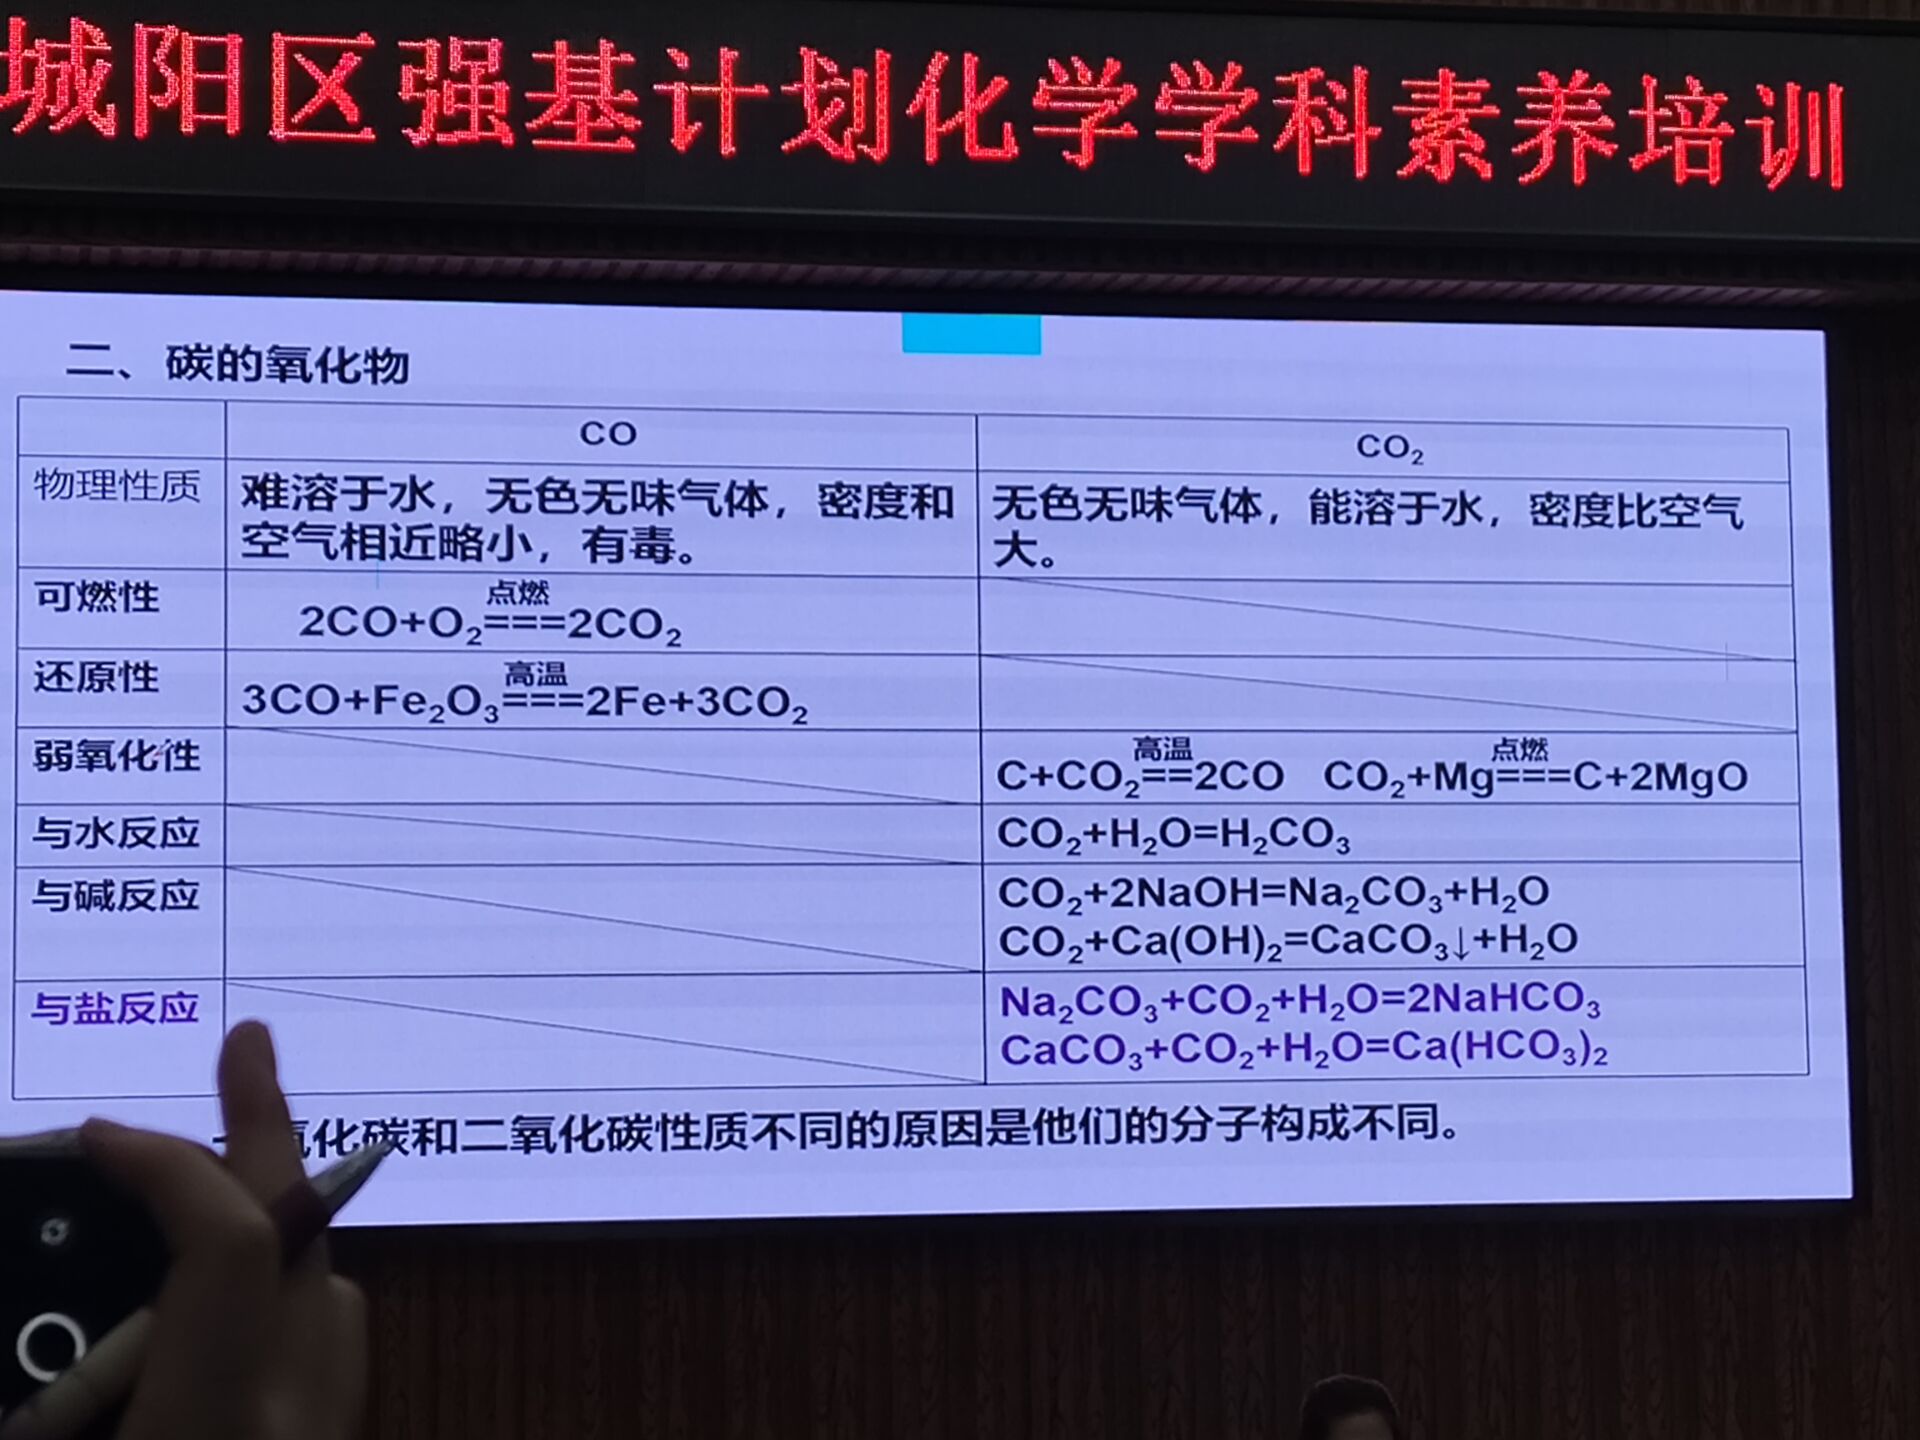 城阳区强基计划化学学科素养培训
二、碳的氧化物
CO
CO₂
物理性质
难溶于水，无色无味气体，密度和
空气相近略小，有毒。
无色无味气体，能溶于水，密度比空气
大。
可燃性
点燃
2CO+O₂===2CO₂
还原性
高温
3CO+Fe₂O₃===2Fe+3CO₂
弱氧化性
高温 点燃
C+CO₂==2CO CO₂+Mg===C+2MgO
与水反应
CO₂+H₂O=H₂CO₃
与碱反应
CO₂+2NaOH=Na₂CO₃+H₂O
CO₂+Ca(OH)₂=CaCO₃↓+H₂O
与盐反应
Na₂CO₃+CO₂+H₂O=2NaHCO₃
CaCO₃+CO₂+H₂O=Ca(HCO₃)₂
氧化碳和二氧化碳性质不同的原因是他们的分子构成不同。